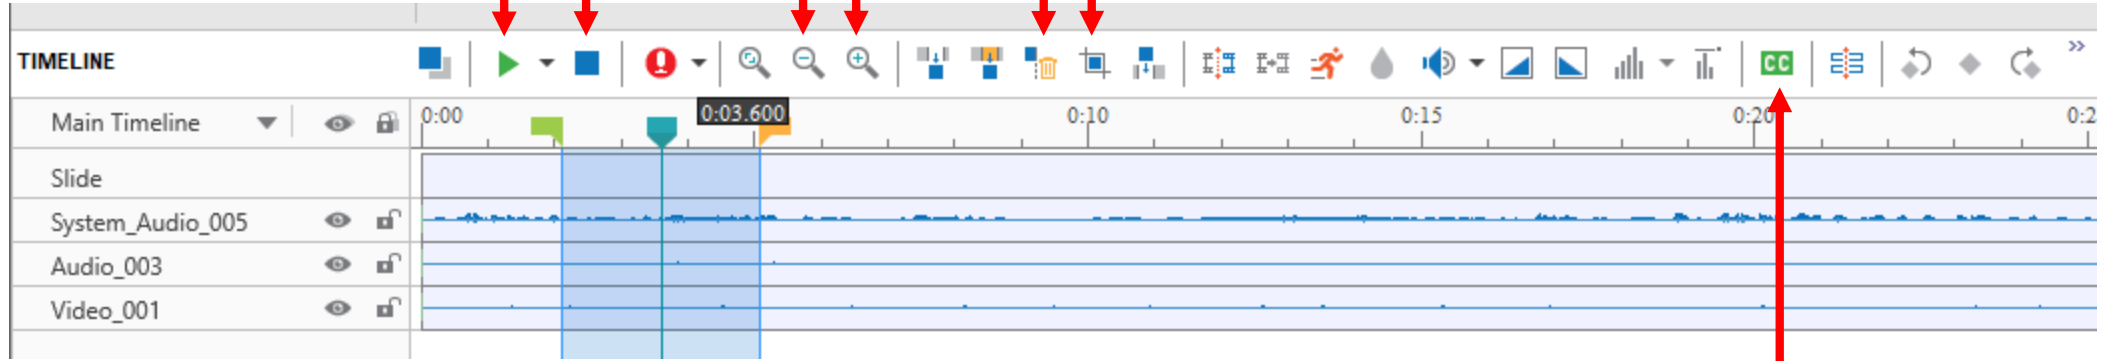 TIMELINE
CC
Main Timeline
0:00
0:03.600
0:10
0:15
0:20
0:2
Slide
System_Audio_005
Audio_003
Video_001